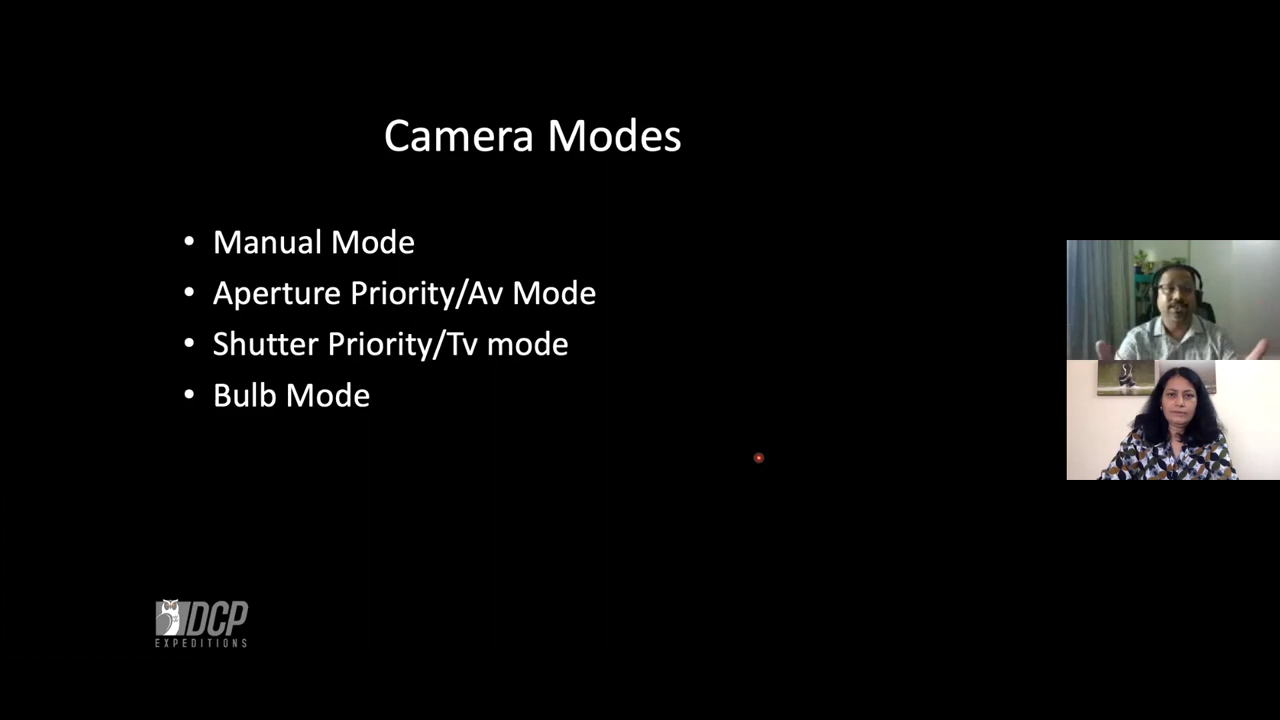 Camera Modes
• Manual Mode
• Aperture Priority/Av Mode
• Shutter Priority/Tv mode
• Bulb Mode
DCP
EXPEDITIONS